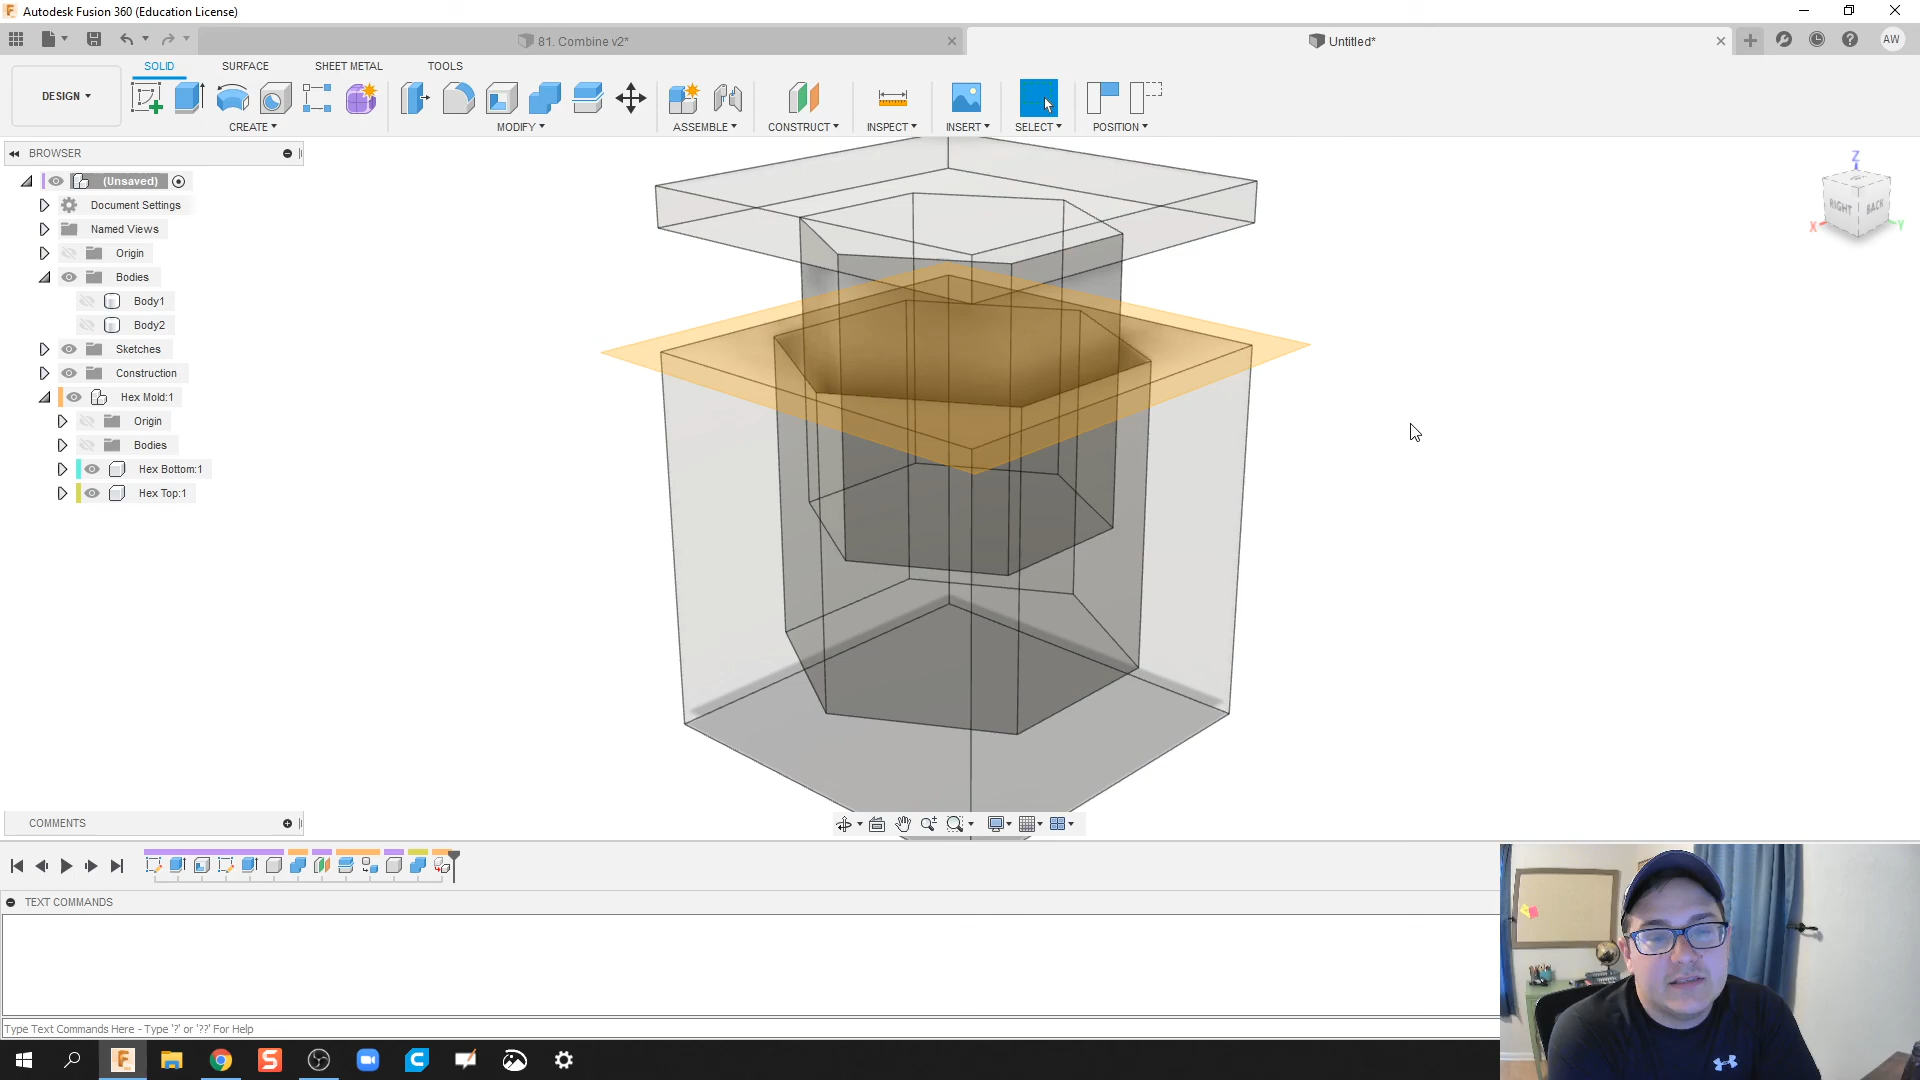 Autodesk Fusion 360 (Education License)
81. Combine v2*
Untitled*
AW
DESIGN
SOLID
SURFACE
SHEET METAL
TOOLS
CREATE
MODIFY
ASSEMBLE
CONSTRUCT
INSPECT
INSERT
SELECT
POSITION
BROWSER
(Unsaved)
Document Settings
Named Views
Origin
Bodies
Body1
Body2
Sketches
Construction
Hex Mold:1
Origin
Bodies
Hex Bottom:1
Hex Top:1
Z
RIGHT
BACK
X
Y
COMMENTS
TEXT COMMANDS
Type Text Commands Here - Type '?' or '??' For Help